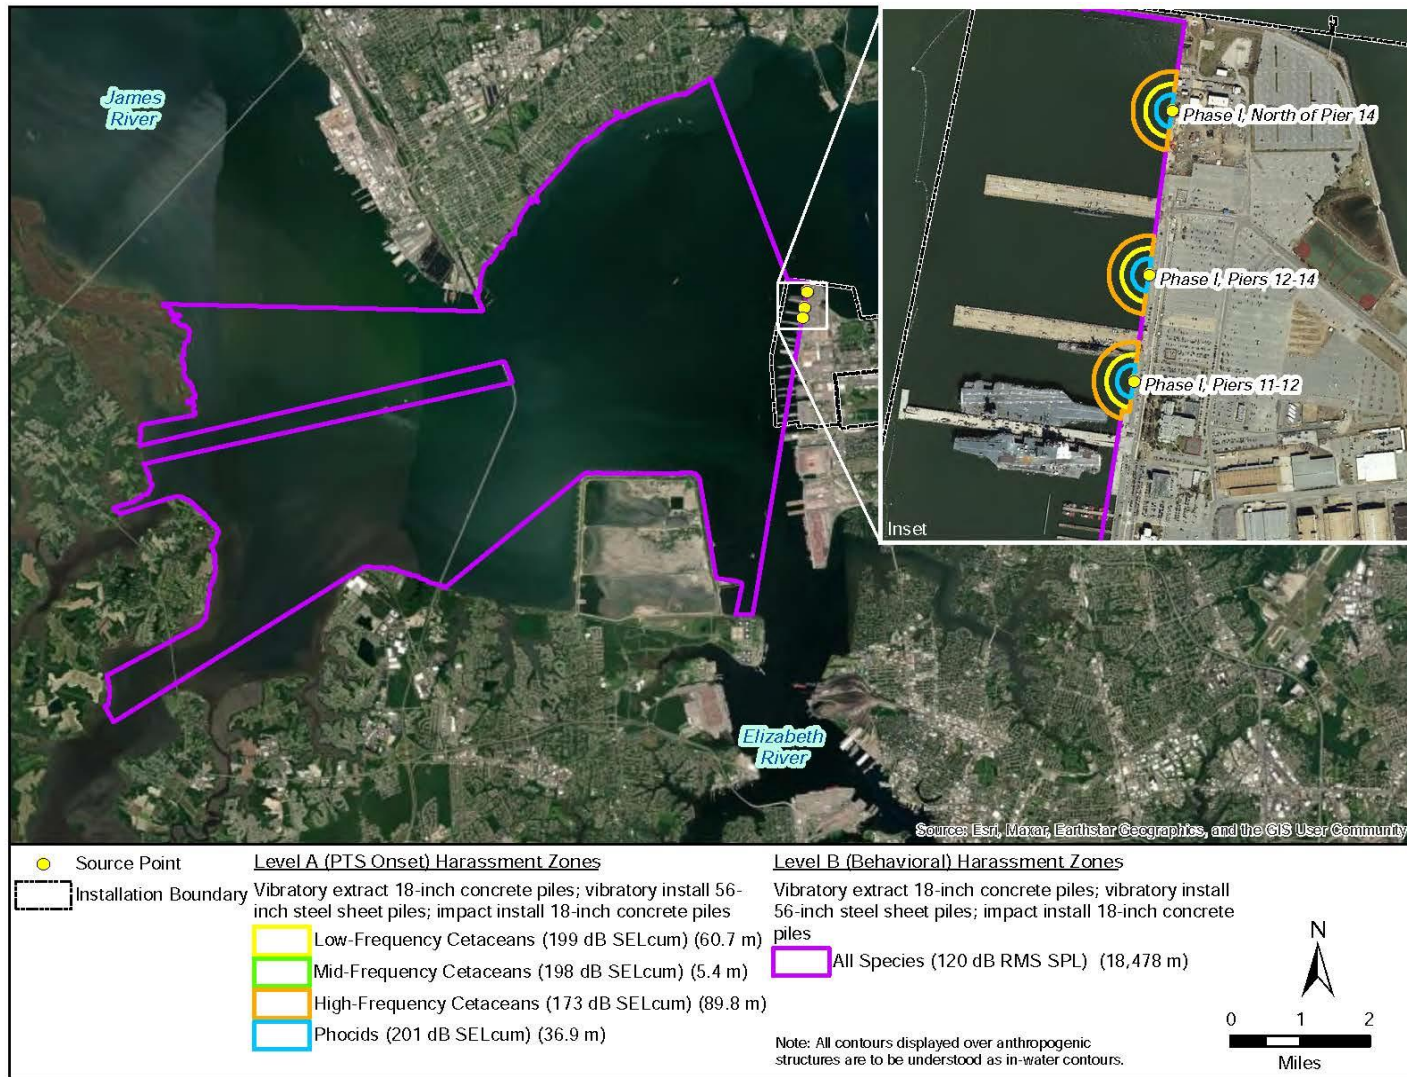 James
River
Phase I, North of Pier 14
Phase I, Piers 12-14
Phase I, Piers 11-12
Inset
Elizabeth
River
Source: Esri, Maxar, Earthstar Geographics, and the GIS User Community
Source Point
Installation Boundary
Level A (PTS Onset) Harassment Zones
Vibratory extract 18-inch concrete piles; vibratory install 56-
inch steel sheet piles; impact install 18-inch concrete piles
Low-Frequency Cetaceans (199 dB SELcum) (60.7 m)
Mid-Frequency Cetaceans (198 dB SELcum) (5.4 m)
High-Frequency Cetaceans (173 dB SELcum) (89.8 m)
Phocids (201 dB SELcum) (36.9 m)
Level B (Behavioral) Harassment Zones
Vibratory extract 18-inch concrete piles; vibratory install
56-inch steel sheet piles; impact install 18-inch concrete
piles
All Species (120 dB RMS SPL) (18,478 m)
Note: All contours displayed over anthropogenic
structures are to be understood as in-water contours.
N
0 1 2
Miles